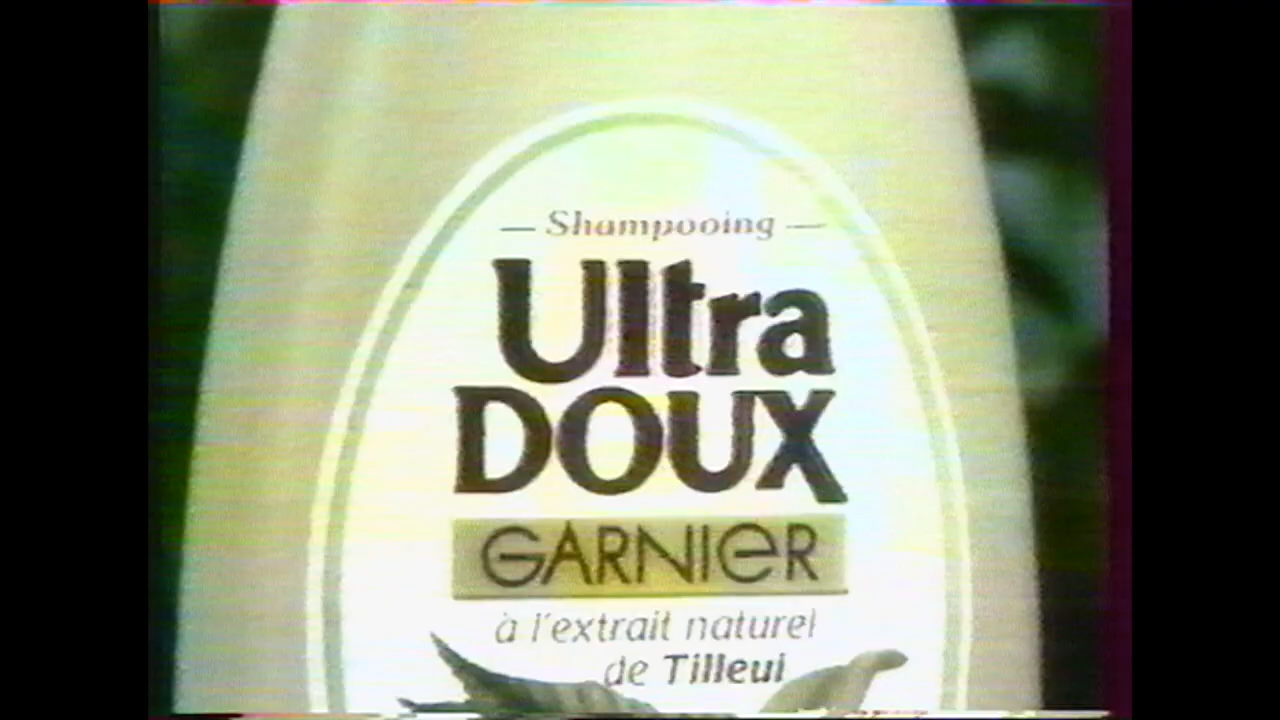 — Shampooing —
Ultra
DOUX
GARNIER
à l'extrait naturel
de Tilleul